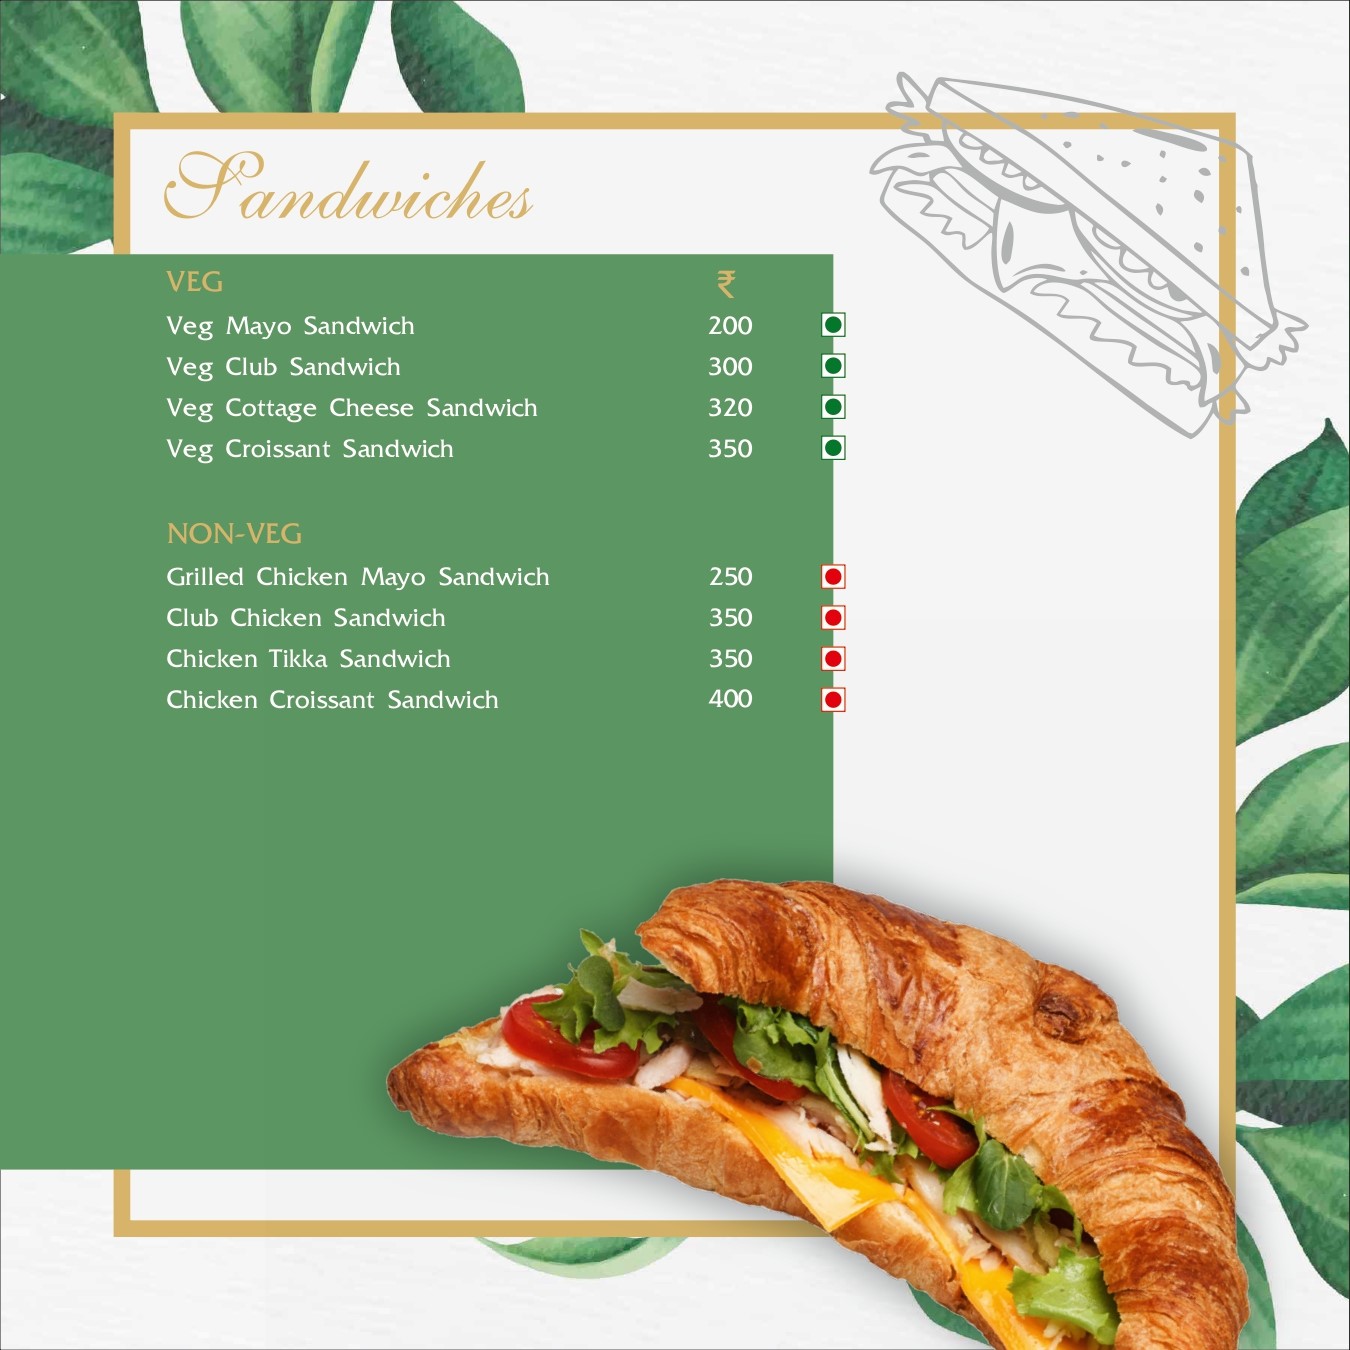 Sandwiches
VEG ₹
Veg Mayo Sandwich 200
Veg Club Sandwich 300
Veg Cottage Cheese Sandwich 320
Veg Croissant Sandwich 350
NON-VEG
Grilled Chicken Mayo Sandwich 250
Club Chicken Sandwich 350
Chicken Tikka Sandwich 350
Chicken Croissant Sandwich 400